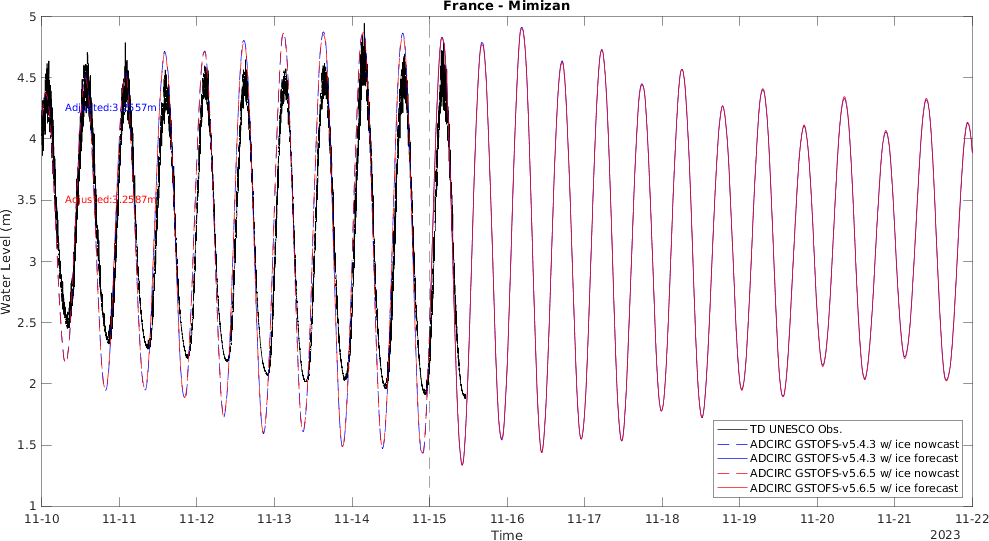 France - Mimizan
5
4.5
4
3.5
3
2.5
2
1.5
1
Water Level (m)
Adjusted:3.2587m
11-10
11-11
11-12
11-13
11-14
11-15
11-16
11-17
11-18
11-19
11-20
11-21
11-22
Time
2023
TD UNESCO Obs.
ADCIRC GSTOFS-v5.4.3 w/ ice nowcast
ADCIRC GSTOFS-v5.4.3 w/ ice forecast
ADCIRC GSTOFS-v5.6.5 w/ ice nowcast
ADCIRC GSTOFS-v5.6.5 w/ ice forecast